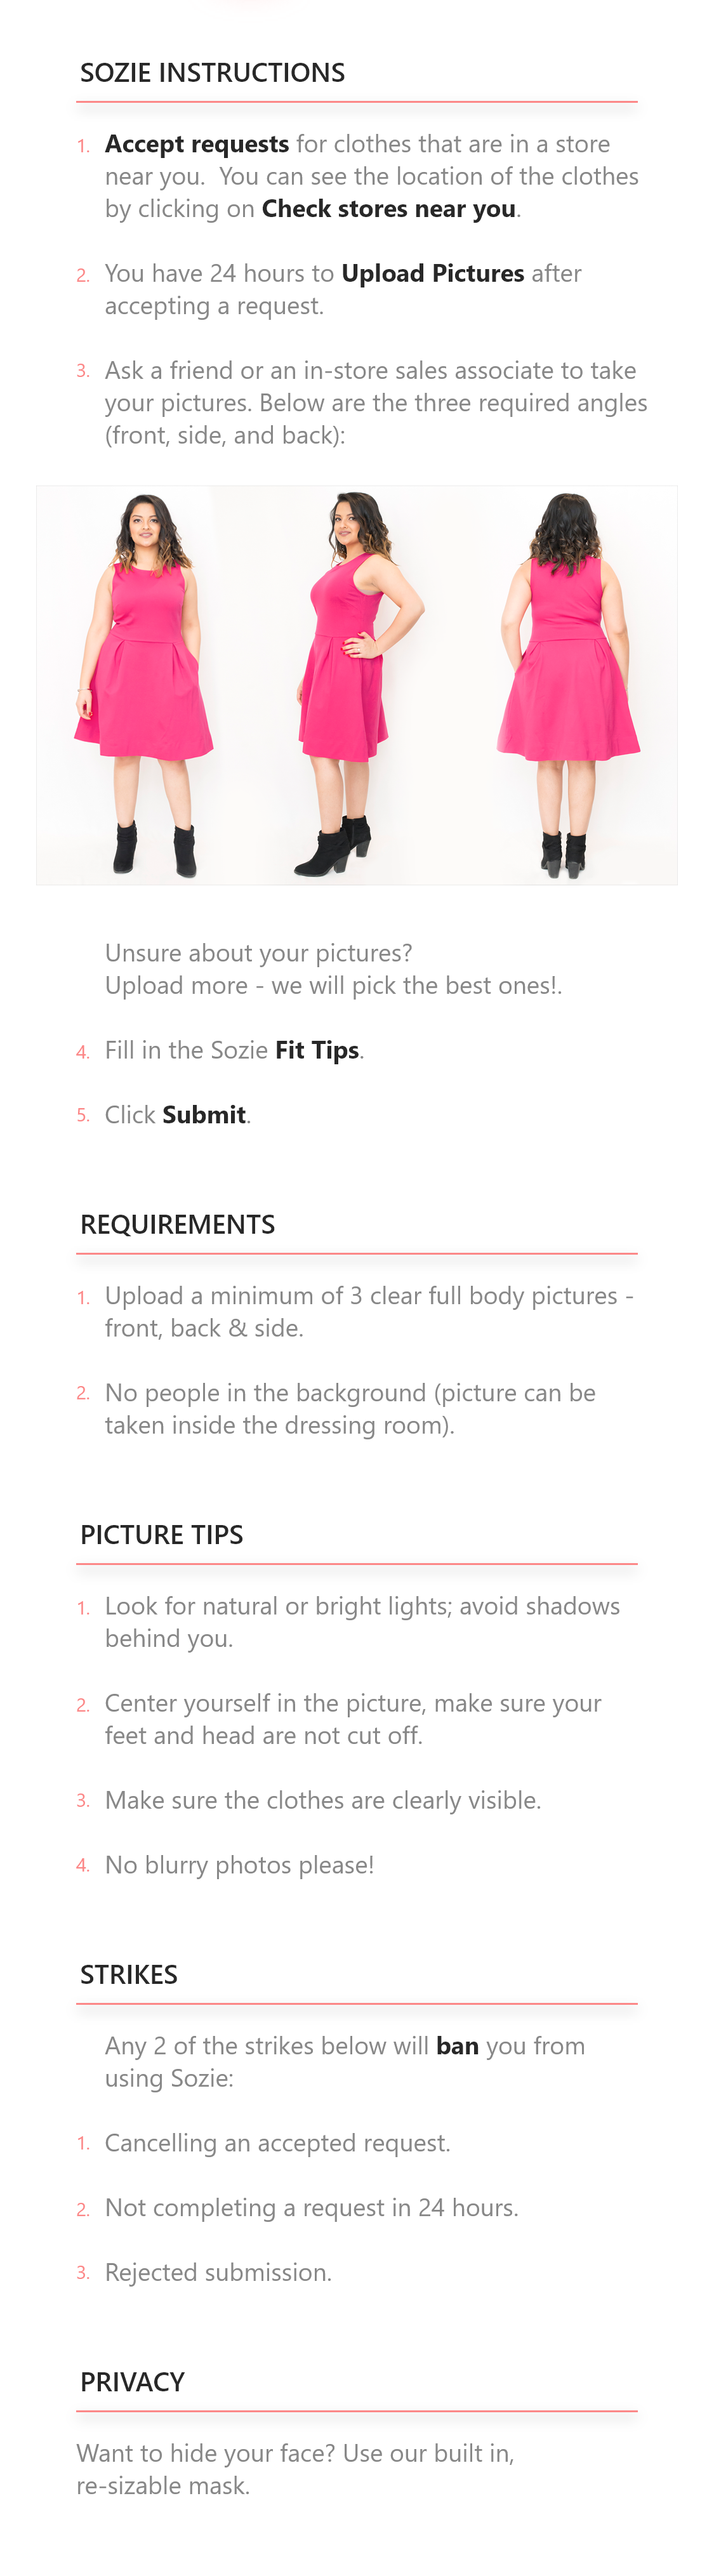 SOZIE INSTRUCTIONS
1. Accept requests for clothes that are in a store
near you. You can see the location of the clothes
by clicking on Check stores near you.
2. You have 24 hours to Upload Pictures after
accepting a request.
3. Ask a friend or an in-store sales associate to take
your pictures. Below are the three required angles
(front, side, and back):
Unsure about your pictures?
Upload more - we will pick the best ones!.
4. Fill in the Sozie Fit Tips.
5. Click Submit.
REQUIREMENTS
1. Upload a minimum of 3 clear full body pictures -
front, back & side.
2. No people in the background (picture can be
taken inside the dressing room).
PICTURE TIPS
1. Look for natural or bright lights; avoid shadows
behind you.
2. Center yourself in the picture, make sure your
feet and head are not cut off.
3. Make sure the clothes are clearly visible.
4. No blurry photos please!
STRIKES
Any 2 of the strikes below will ban you from
using Sozie:
1. Cancelling an accepted request.
2. Not completing a request in 24 hours.
3. Rejected submission.
PRIVACY
Want to hide your face? Use our built in,
re-sizable mask.